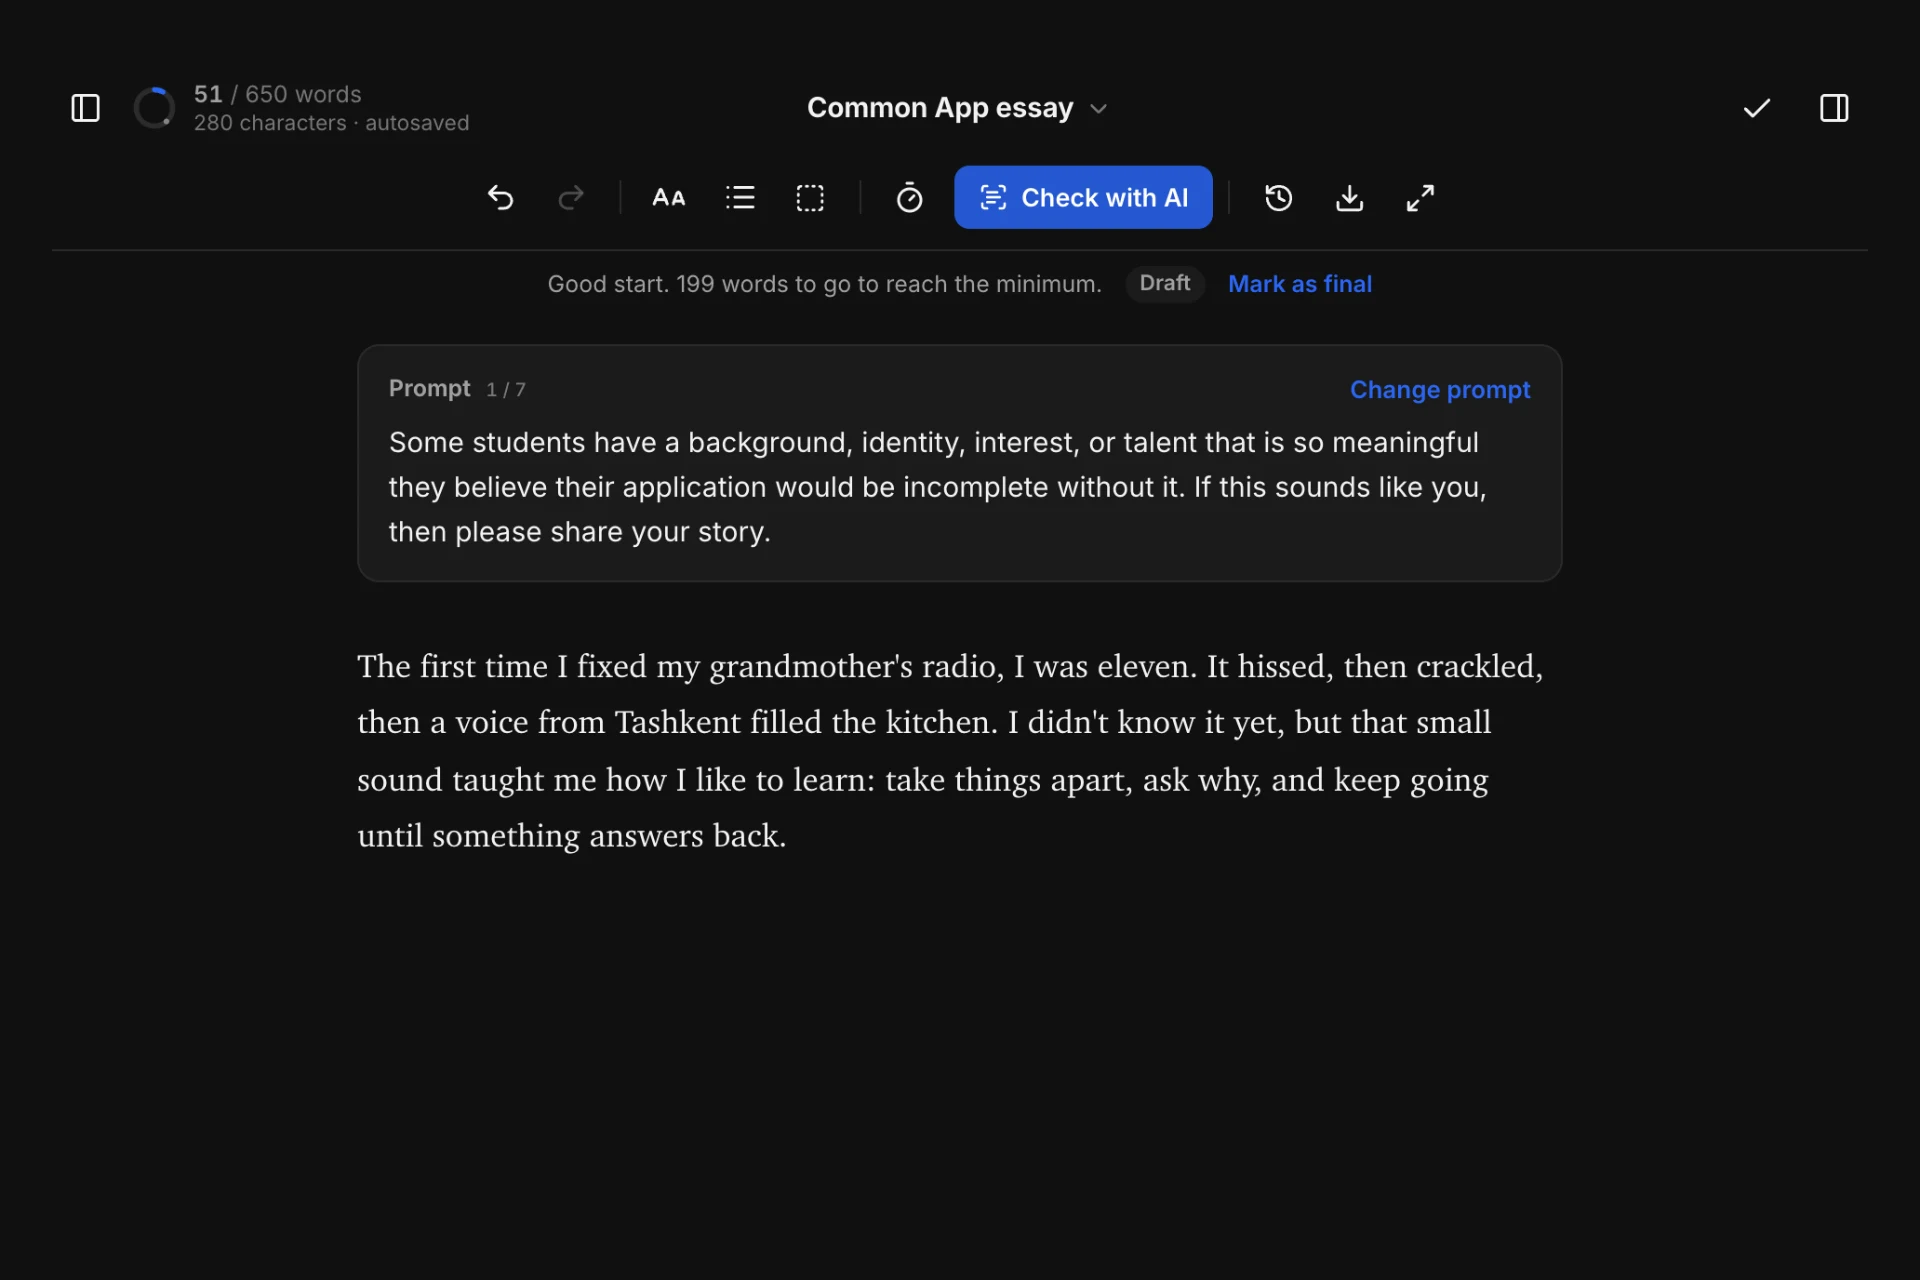 51 / 650 words
280 characters · autosaved
Common App essay
AA
Check with AI
Good start. 199 words to go to reach the minimum.
Draft
Mark as final
Prompt 1 / 7
Change prompt
Some students have a background, identity, interest, or talent that is so meaningful
they believe their application would be incomplete without it. If this sounds like you,
then please share your story.
The first time I fixed my grandmother's radio, I was eleven. It hissed, then crackled,
then a voice from Tashkent filled the kitchen. I didn't know it yet, but that small
sound taught me how I like to learn: take things apart, ask why, and keep going
until something answers back.